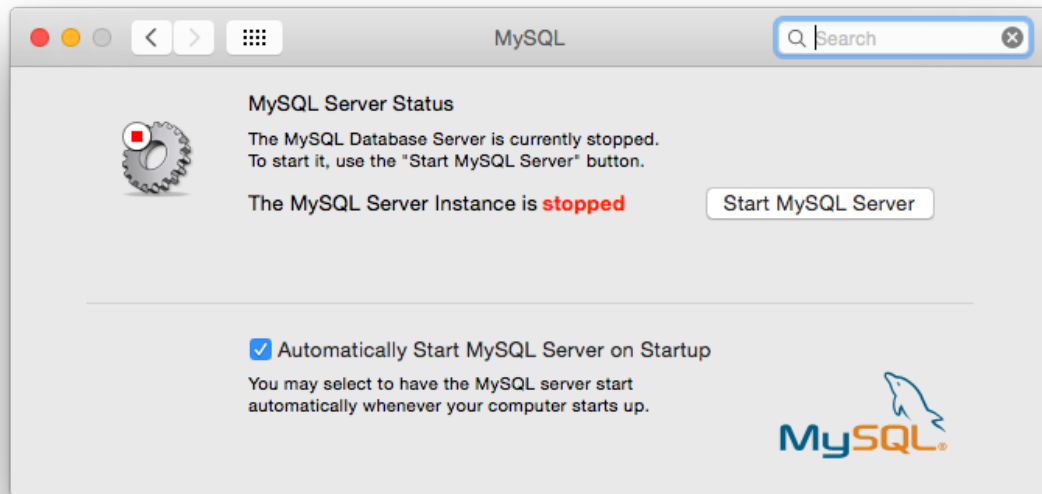 MySQL
Search
MySQL Server Status
The MySQL Database Server is currently stopped.
To start it, use the "Start MySQL Server" button.
The MySQL Server Instance is stopped
Start MySQL Server
Automatically Start MySQL Server on Startup
You may select to have the MySQL server start
automatically whenever your computer starts up.
MySQL®